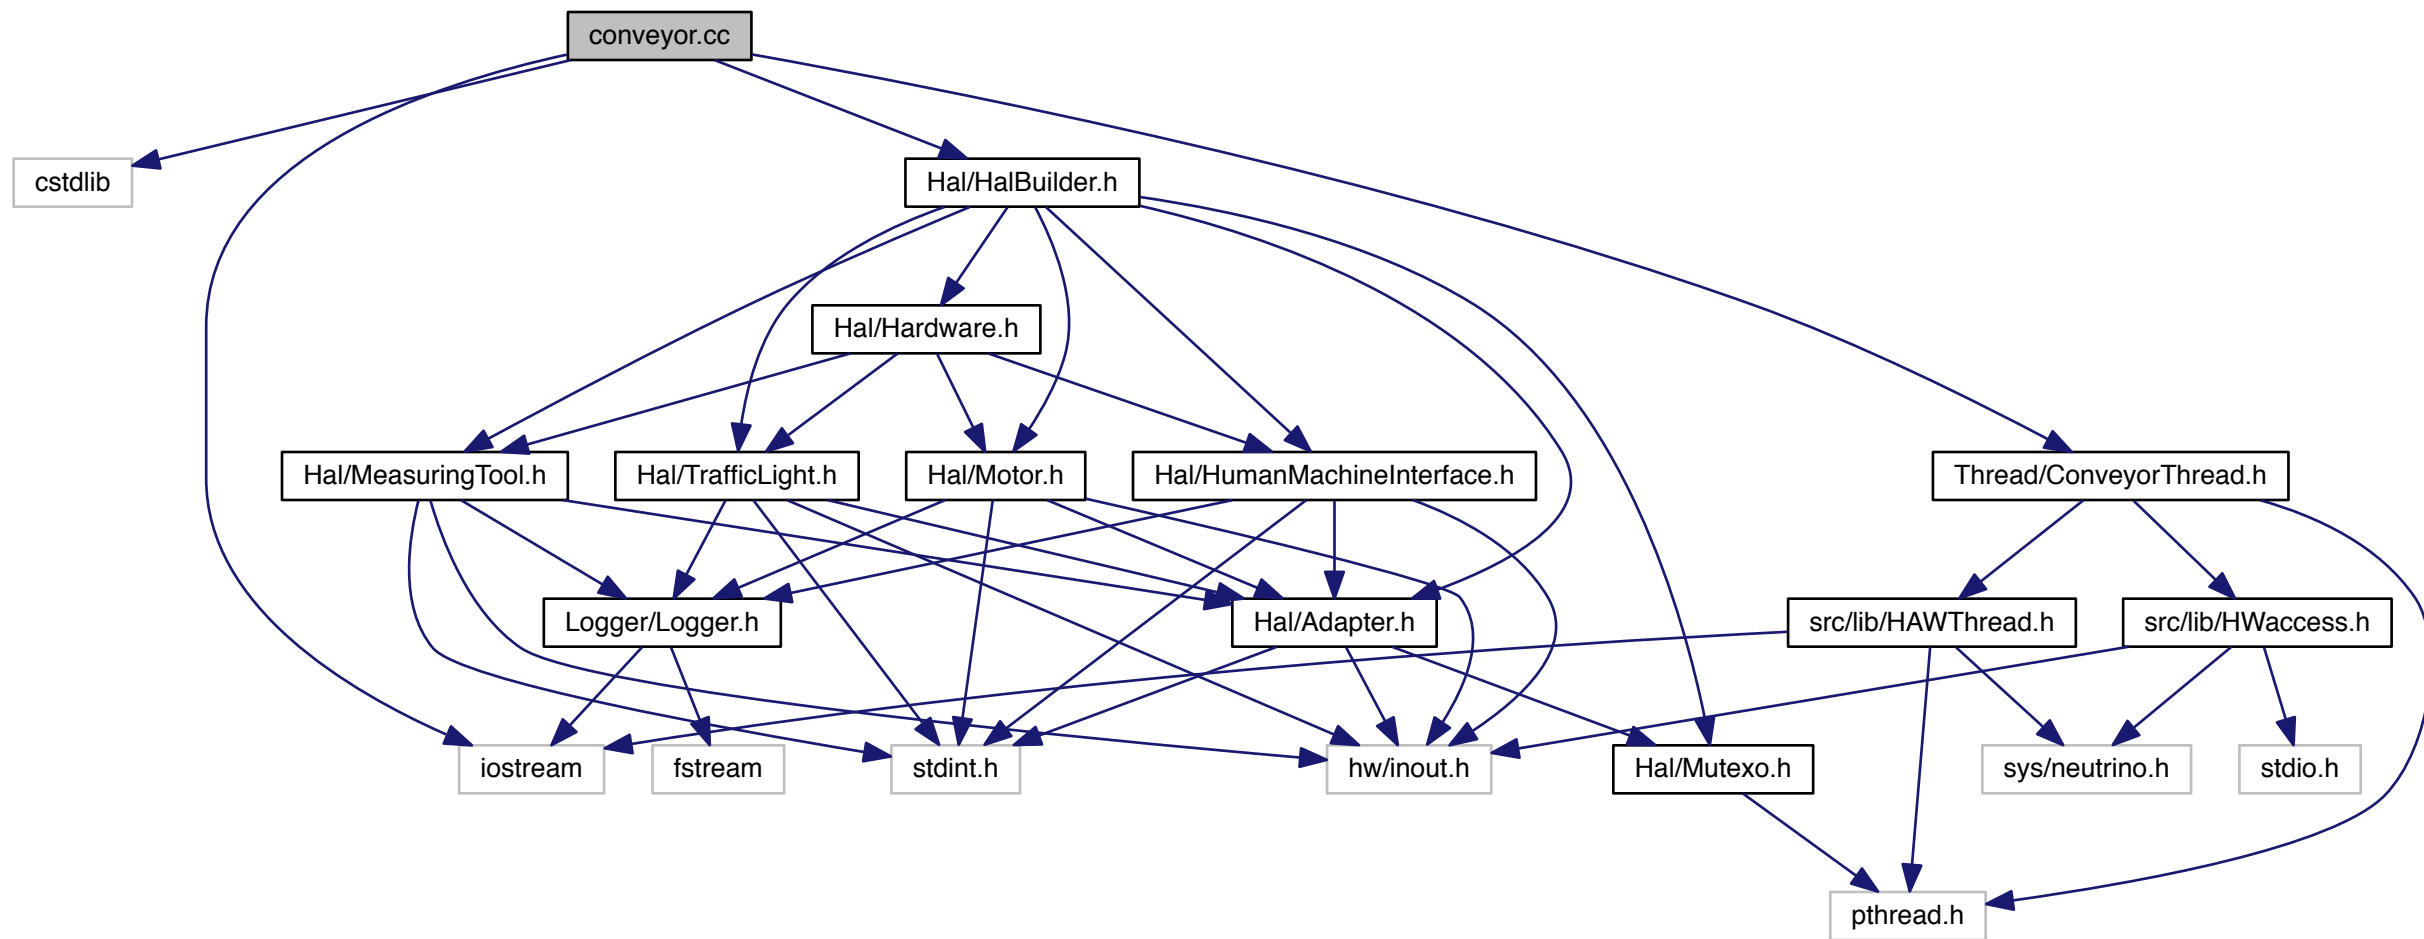 conveyor.cc
cstdlib
Hal/HalBuilder.h
Hal/Hardware.h
Hal/MeasuringTool.h
Hal/TrafficLight.h
Hal/Motor.h
Hal/HumanMachineInterface.h
Thread/ConveyorThread.h
Logger/Logger.h
Hal/Adapter.h
src/lib/HAWThread.h
src/lib/HWaccess.h
iostream
fstream
stdint.h
hw/inout.h
Hal/Mutexo.h
sys/neutrino.h
stdio.h
pthread.h